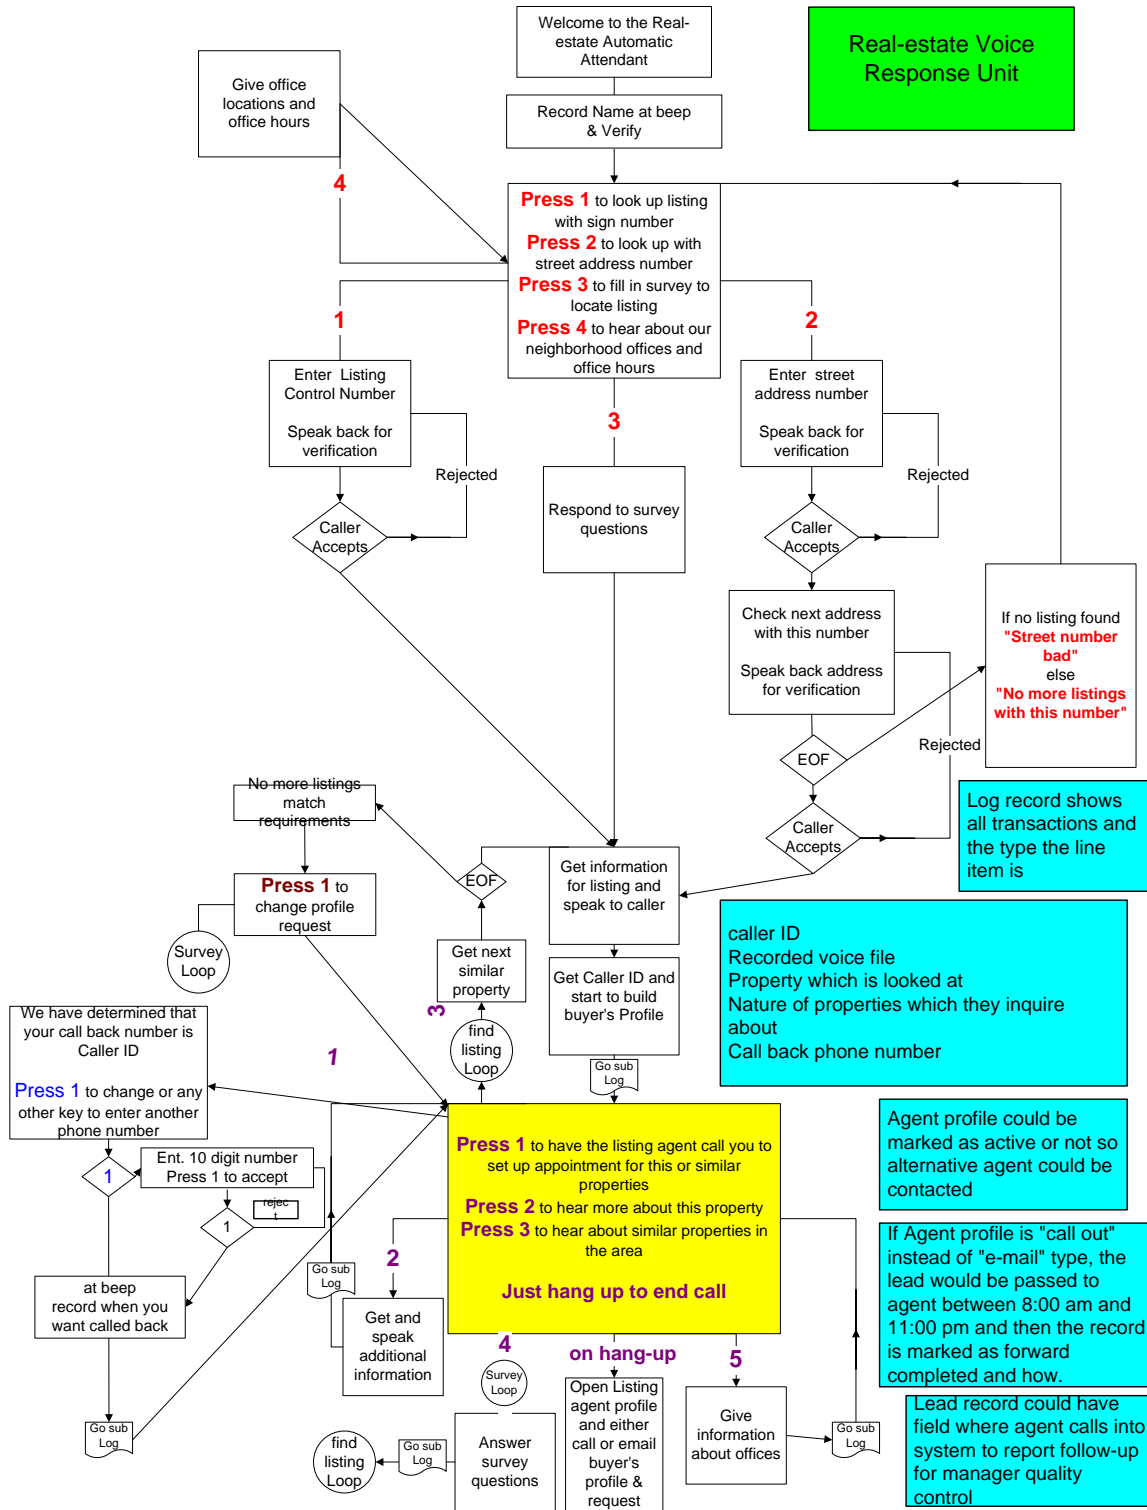 Welcome to the Real-
estate Automatic
Attendant
Real-estate Voice
Response Unit
Give office
locations and
office hours
Record Name at beep
& Verify
4
Press 1 to look up listing
with sign number
Press 2 to look up with
street address number
Press 3 to fill in survey to
locate listing
Press 4 to hear about our
neighborhood offices and
office hours
1
2
3
Enter Listing
Control Number
Speak back for
verification
Rejected
Caller
Accepts
Respond to survey
questions
Enter street
address number
Speak back for
verification
Rejected
Caller
Accepts
Check next address
with this number
Speak back address
for verification
If no listing found
"Street number
bad"
else
"No more listings
with this number"
EOF
Rejected
Caller
Accepts
Log record shows
all transactions and
the type the line
item is
No more listings
match
requirements
EOF
Get information
for listing and
speak to caller
Press 1 to
change profile
request
Survey
Loop
Get next
similar
property
3
find
listing
Loop
Get Caller ID and
start to build
buyer's Profile
Go sub
Log
caller ID
Recorded voice file
Property which is looked at
Nature of properties which they inquire
about
Call back phone number
We have determined that
your call back number is
Caller ID
Press 1 to change or any
other key to enter another
phone number
1
1
Ent. 10 digit number
Press 1 to accept
rejec
t
1
at beep
record when you
want called back
Go sub
Log
Press 1 to have the listing agent call you to
set up appointment for this or similar
properties
Press 2 to hear more about this property
Press 3 to hear about similar properties in
the area
Just hang up to end call
Agent profile could be
marked as active or not so
alternative agent could be
contacted
If Agent profile is "call out"
instead of "e-mail" type, the
lead would be passed to
agent between 8:00 am and
11:00 pm and then the record
is marked as forward
completed and how.
Lead record could have
field where agent calls into
system to report follow-up
for manager quality
control
2
Go sub
Log
Get and
speak
additional
information
4
Survey
Loop
on hang-up
5
Open Listing
agent profile
and either
call or email
buyer's
profile &
request
Give
information
about offices
Go sub
Log
Answer
survey
questions
Go sub
Log
find
listing
Loop